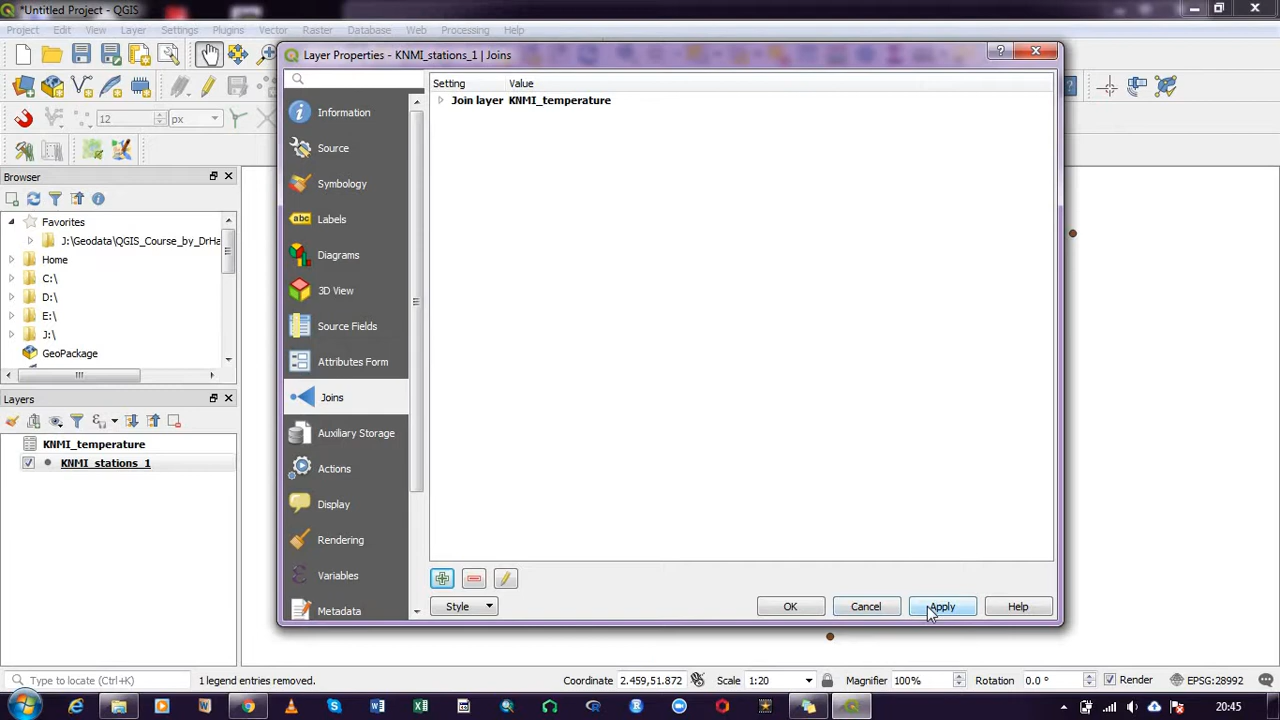 *Untitled Project - QGIS
Project Edit View Layer Settings Plugins Vector Raster Database Web Processing Help
Layer Properties - KNMI_stations_1 | Joins
12 px
Browser
Favorites
J:\Geodata\QGIS_Course_by_DrHa
Home
C:\
D:\
E:\
J:\
GeoPackage
Layers
KNMI_temperature
KNMI_stations_1
Information
Source
Symbology
abc Labels
Diagrams
3D View
Source Fields
Attributes Form
Joins
Auxiliary Storage
Actions
Display
Rendering
Variables
Metadata
Setting Value
Join layer KNMI_temperature
Style OK Cancel Apply Help
Type to locate (Ctrl+K) 1 legend entries removed. Coordinate 2.459,51.872 Scale 1:20 Magnifier 100% Rotation 0.0 ° Render EPSG:28992
20:45